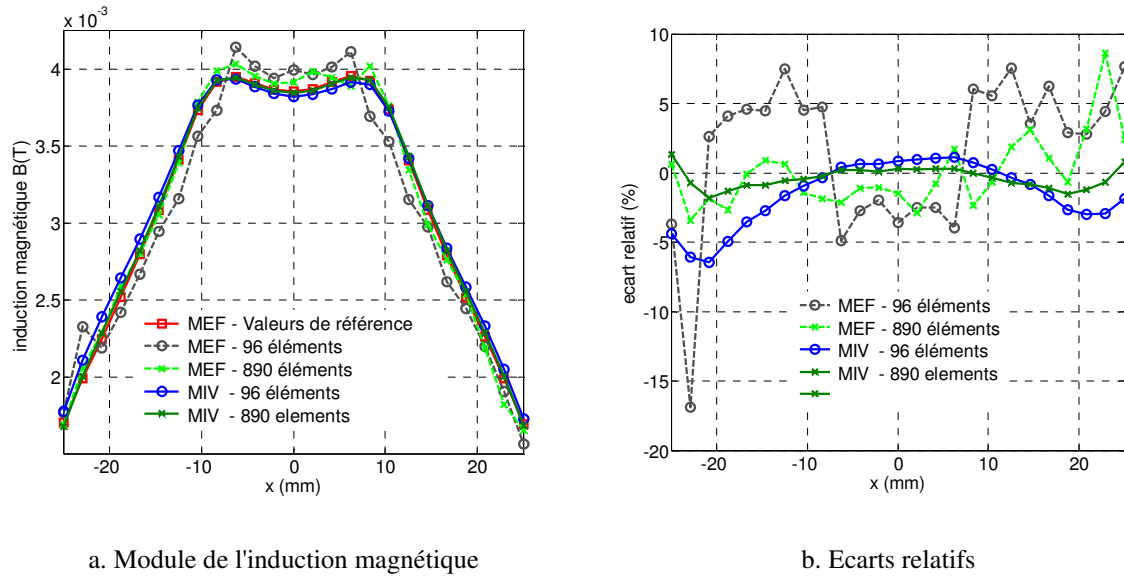 x 10⁻³
4
3.5
3
2.5
2
induction magnétique B(T)
MEF - Valeurs de référence
MEF - 96 éléments
MEF - 890 éléments
MIV - 96 éléments
MIV - 890 elements
-20 -10 0 10 20
x (mm)
a. Module de l'induction magnétique
10
5
0
-5
-10
-15
-20
ecart relatif (%)
MEF - 96 éléments
MEF - 890 éléments
MIV - 96 éléments
MIV - 890 elements
-20 -10 0 10 20
x (mm)
b. Ecarts relatifs